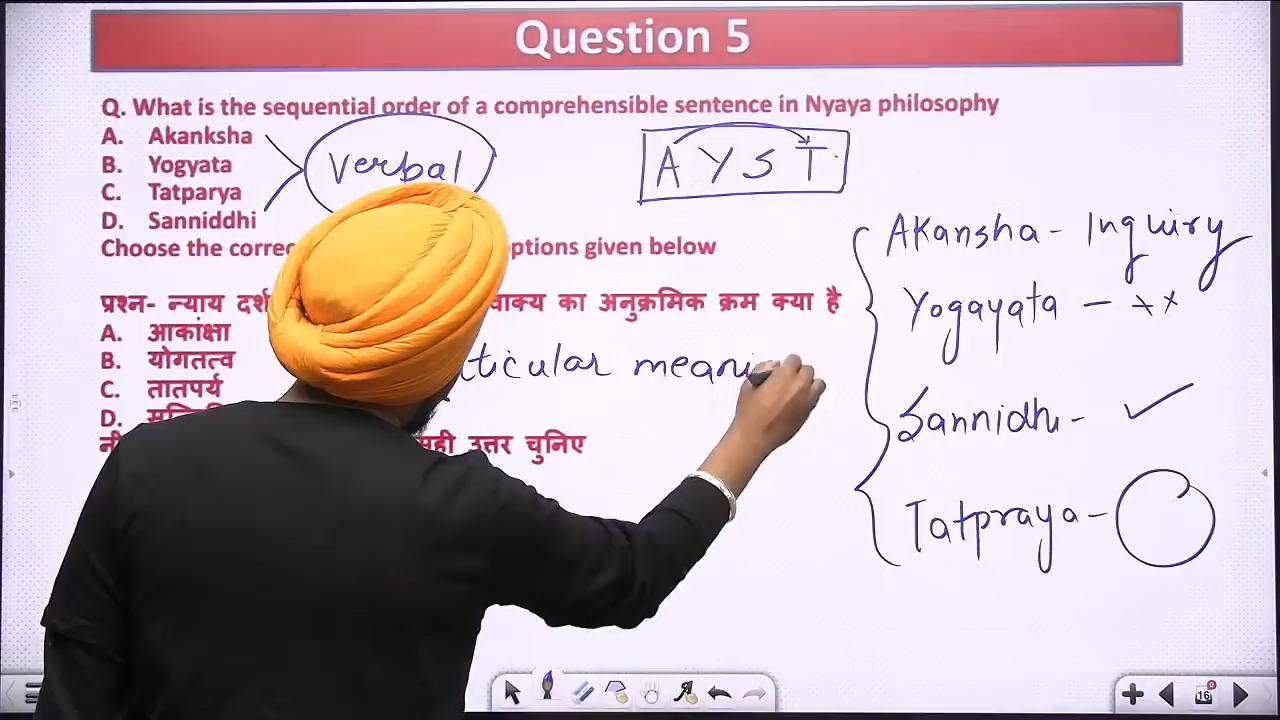 Question 5
Q. What is the sequential order of a comprehensible sentence in Nyaya philosophy
A. Akanksha
B. Yogyata
C. Tatparya
D. Sanniddhi
Verbal
A Y S T
Choose the correc ptions given below
Akansha - Inquiry
Yogayata - ××
Sannidhi - ✓
Tatpraya -
प्रश्न- न्याय दर्श वाक्य का अनुक्रमिक क्रम क्या है
A. आकांक्षा
B. योगतत्व
C. तातपर्य
D.
ticular meani
सही उत्तर चुनिए
16